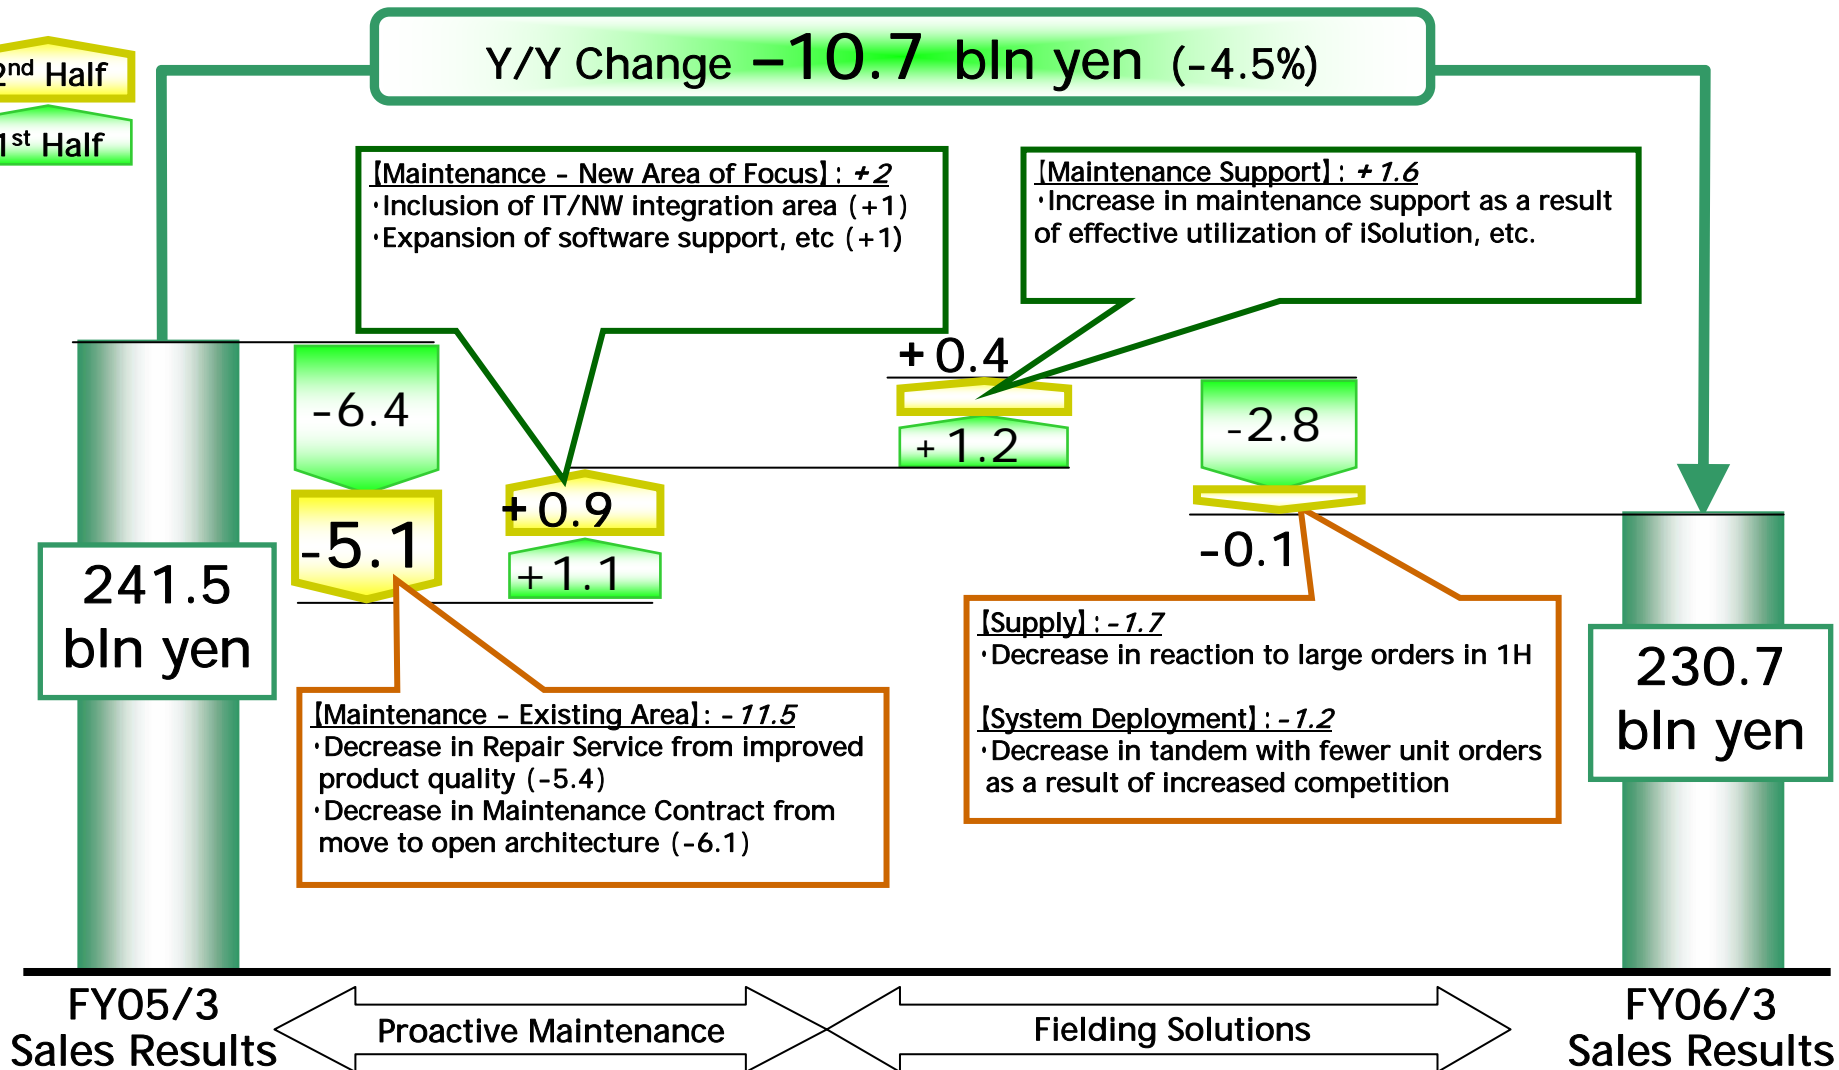 Y/Y Change –10.7 bln yen (-4.5%)
2nd Half
1st Half
【Maintenance - New Area of Focus】: +2
・Inclusion of IT/NW integration area (+1)
・Expansion of software support, etc (+1)
【Maintenance Support】: +1.6
・Increase in maintenance support as a result
of effective utilization of iSolution, etc.
-6.4
-5.1
+0.9
+1.1
+0.4
+1.2
-2.8
-0.1
241.5
bln yen
230.7
bln yen
【Maintenance - Existing Area】: -11.5
・Decrease in Repair Service from improved
product quality (-5.4)
・Decrease in Maintenance Contract from
move to open architecture (-6.1)
【Supply】: -1.7
・Decrease in reaction to large orders in 1H
【System Deployment】: -1.2
・Decrease in tandem with fewer unit orders
as a result of increased competition
FY05/3
Sales Results
Proactive Maintenance
Fielding Solutions
FY06/3
Sales Results